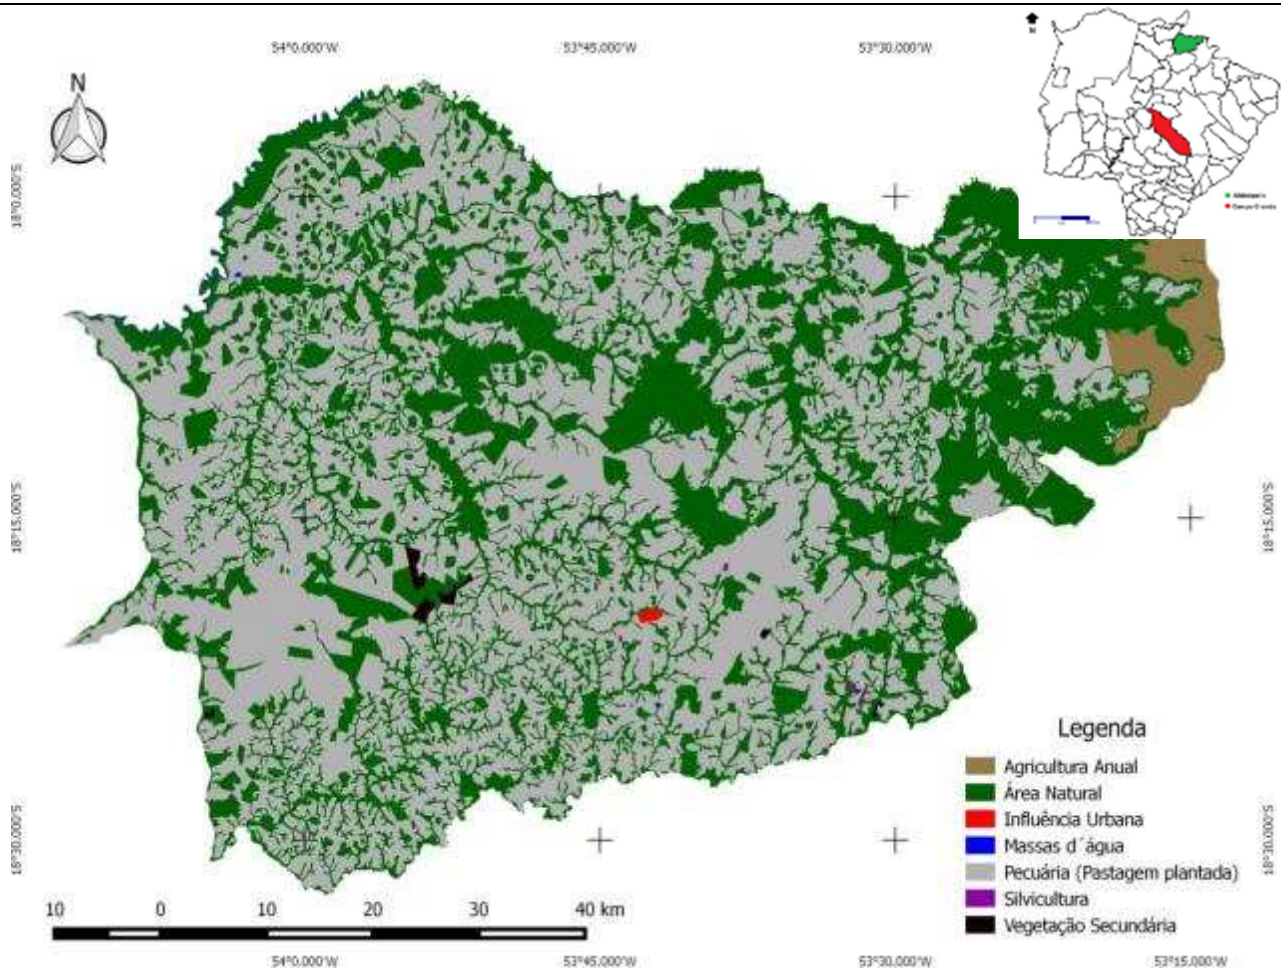 54°0.000'W 53°45.000'W 53°30.000'W
N
N
18°0.000'S
Campo Grande
18°15.000'S 18°15.000'S
Legenda
Agricultura Anual
Área Natural
Influência Urbana
Massas d´água
Pecuária (Pastagem plantada)
Silvicultura
Vegetação Secundária
18°30.000'S 18°30.000'S
10 0 10 20 30 40 km
54°0.000'W 53°45.000'W 53°30.000'W 53°15.000'W